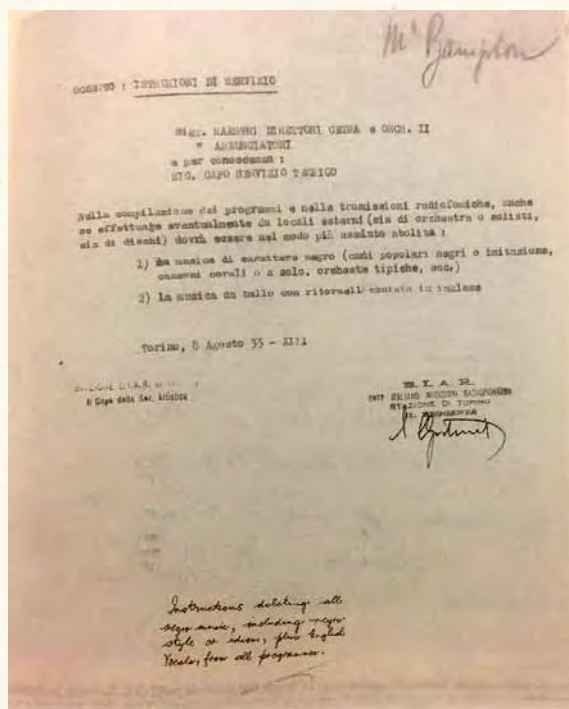 Mº Bampton
OGGETTO : ISTRUZIONI DI SERVIZIO
SIGG. MAESTRI DIRETTORI CETRA e ORCH. II
" ANNUNCIATORI
e per conoscenza :
SIG. CAPO SERVIZIO TECNICO
Nella compilazione dei programmi e nelle trasmissioni radiofoniche, anche
se effettuate eventualmente da locali esterni (sia di orchestra o solisti,
sia di dischi) dovrà essere nel modo più assoluto abolita :
1) La musica di carattere negro (canti popolari negri o imitazione,
canzoni corali o a solo, orchestre tipiche, ecc.)
2) La musica da ballo con ritornelli cantati in inglese
Torino, 8 Agosto 35 - XIII
Il Capo della Sez. Artistica
E. I. A. R.
ENTE ITALIANO AUDIZIONI RADIOFONICHE
STAZIONE DI TORINO
Instructions deleting all
negro music, including negro
style or idiom, plus English
Vocals, from all programmes.